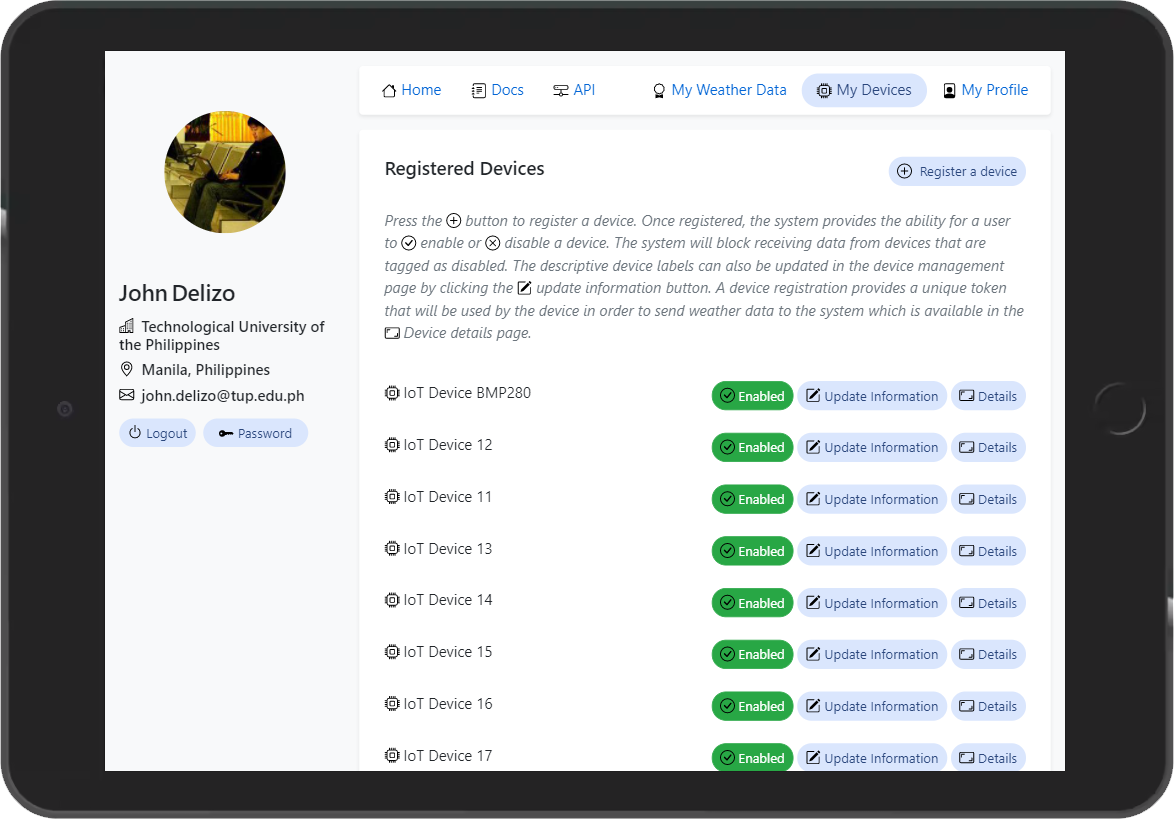 Home Docs API My Weather Data My Devices My Profile
John Delizo
Technological University of
the Philippines
Manila, Philippines
john.delizo@tup.edu.ph
Logout Password
Registered Devices
Register a device
Press the button to register a device. Once registered, the system provides the ability for a user
to enable or disable a device. The system will block receiving data from devices that are
tagged as disabled. The descriptive device labels can also be updated in the device management
page by clicking the update information button. A device registration provides a unique token
that will be used by the device in order to send weather data to the system which is available in the
Device details page.
IoT Device BMP280 Enabled Update Information Details
IoT Device 12 Enabled Update Information Details
IoT Device 11 Enabled Update Information Details
IoT Device 13 Enabled Update Information Details
IoT Device 14 Enabled Update Information Details
IoT Device 15 Enabled Update Information Details
IoT Device 16 Enabled Update Information Details
IoT Device 17 Enabled Update Information Details